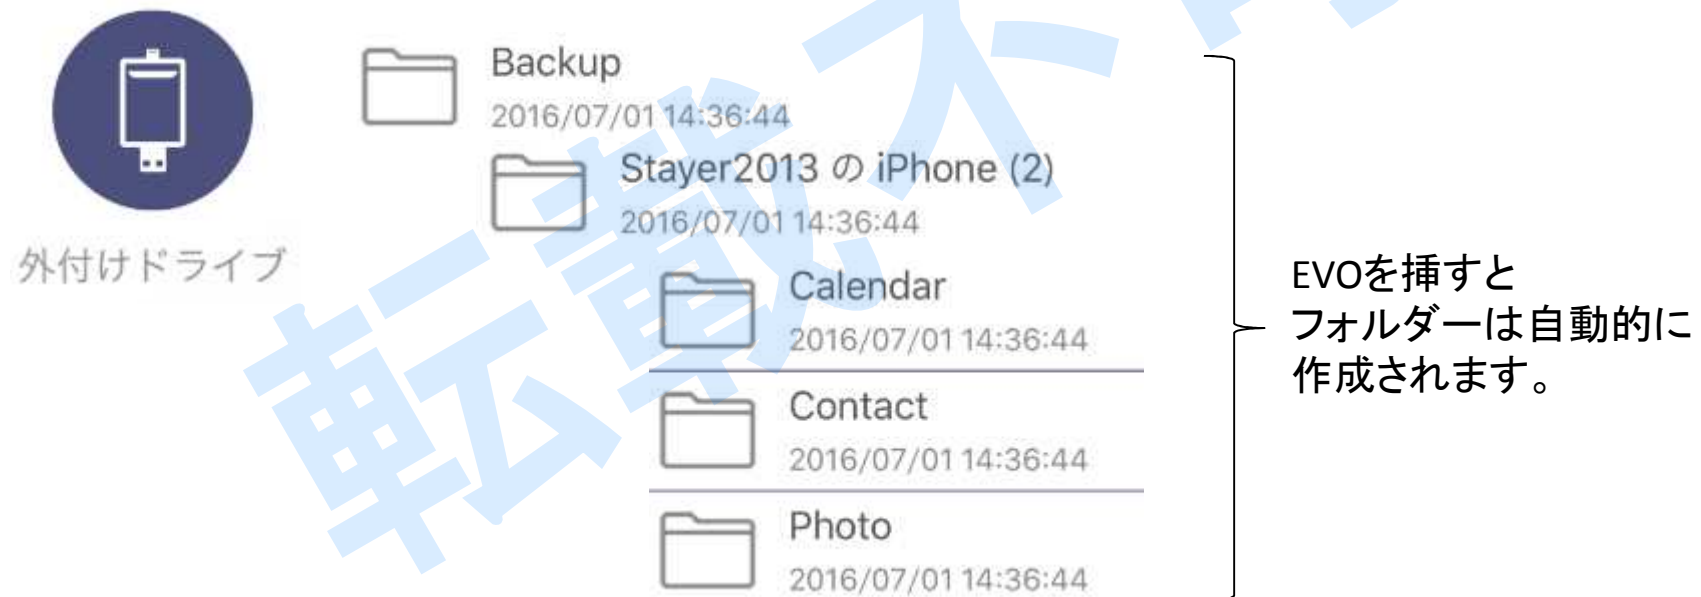 外付けドライブ
Backup
2016/07/01 14:36:44
Stayer2013 の iPhone (2)
2016/07/01 14:36:44
Calendar
2016/07/01 14:36:44
Contact
2016/07/01 14:36:44
Photo
2016/07/01 14:36:44
EVOを挿すと
フォルダーは自動的に
作成されます。
転載不